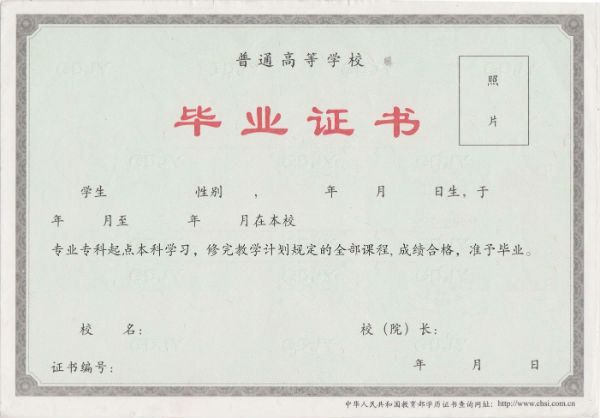 普通高等学校
毕业证书
照
片
学生 性别 , 年 月 日生,于
年 月至 年 月在本校
专业专科起点本科学习，修完教学计划规定的全部课程,成绩合格，准予毕业。
校 名： 校（院）长：
证书编号： 年 月 日
中华人民共和国教育部学历证书查询网址：http://www.chsi.com.cn